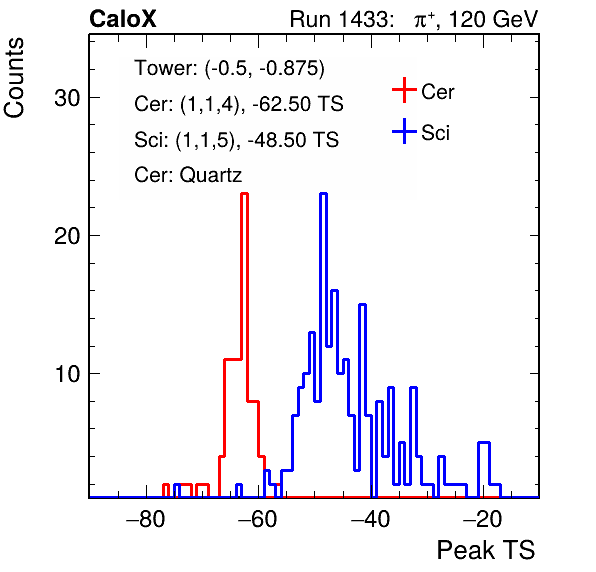 CaloX Run 1433: π⁺, 120 GeV
Counts
Tower: (-0.5, -0.875)
Cer: (1,1,4), -62.50 TS
Sci: (1,1,5), -48.50 TS
Cer: Quartz
Cer
Sci
30
20
10
−80 −60 −40 −20
Peak TS